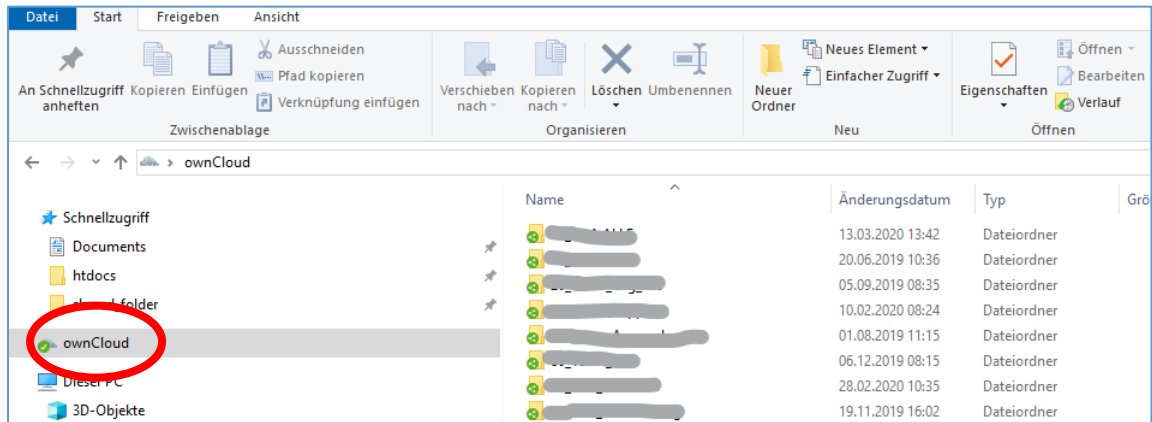 Datei Start Freigeben Ansicht
An Schnellzugriff anheften
Kopieren
Einfügen
Ausschneiden
Pfad kopieren
Verknüpfung einfügen
Zwischenablage
Verschieben nach
Kopieren nach
Löschen
Umbenennen
Organisieren
Neuer Ordner
Neues Element
Einfacher Zugriff
Neu
Eigenschaften
Öffnen
Bearbeiten
Verlauf
Öffnen
ownCloud
Schnellzugriff
Documents
htdocs
ownCloud
Dieser PC
3D-Objekte
Name Änderungsdatum Typ Grö
13.03.2020 13:42 Dateiordner
20.06.2019 10:36 Dateiordner
05.09.2019 08:35 Dateiordner
10.02.2020 08:24 Dateiordner
01.08.2019 11:15 Dateiordner
06.12.2019 08:15 Dateiordner
28.02.2020 10:35 Dateiordner
19.11.2019 16:02 Dateiordner